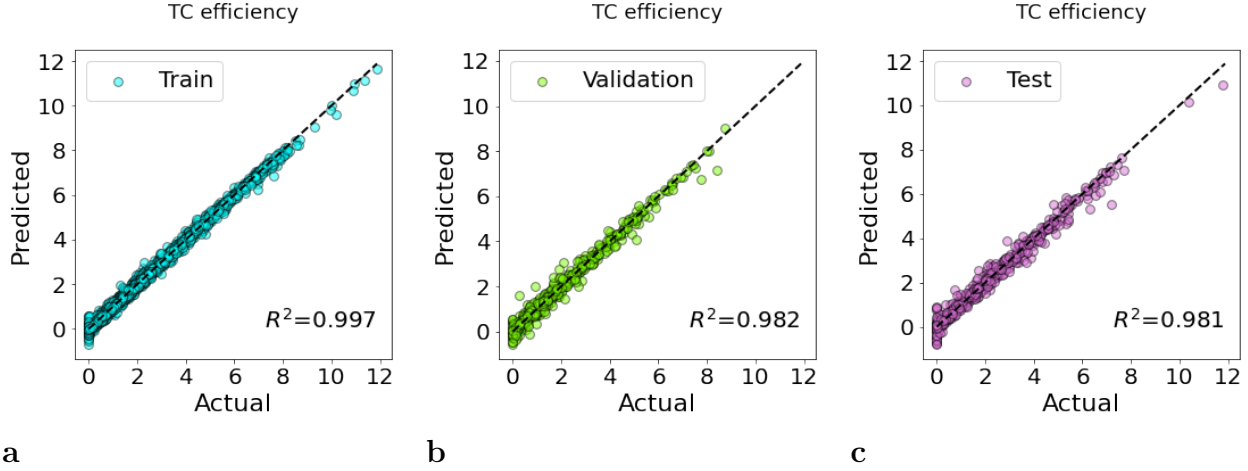 TC efficiency
Train
12
10
8
6
4
2
0
Predicted
R²=0.997
0 2 4 6 8 10 12
Actual
a
TC efficiency
Validation
12
10
8
6
4
2
0
Predicted
R²=0.982
0 2 4 6 8 10 12
Actual
b
TC efficiency
Test
12
10
8
6
4
2
0
Predicted
R²=0.981
0 2 4 6 8 10 12
Actual
c